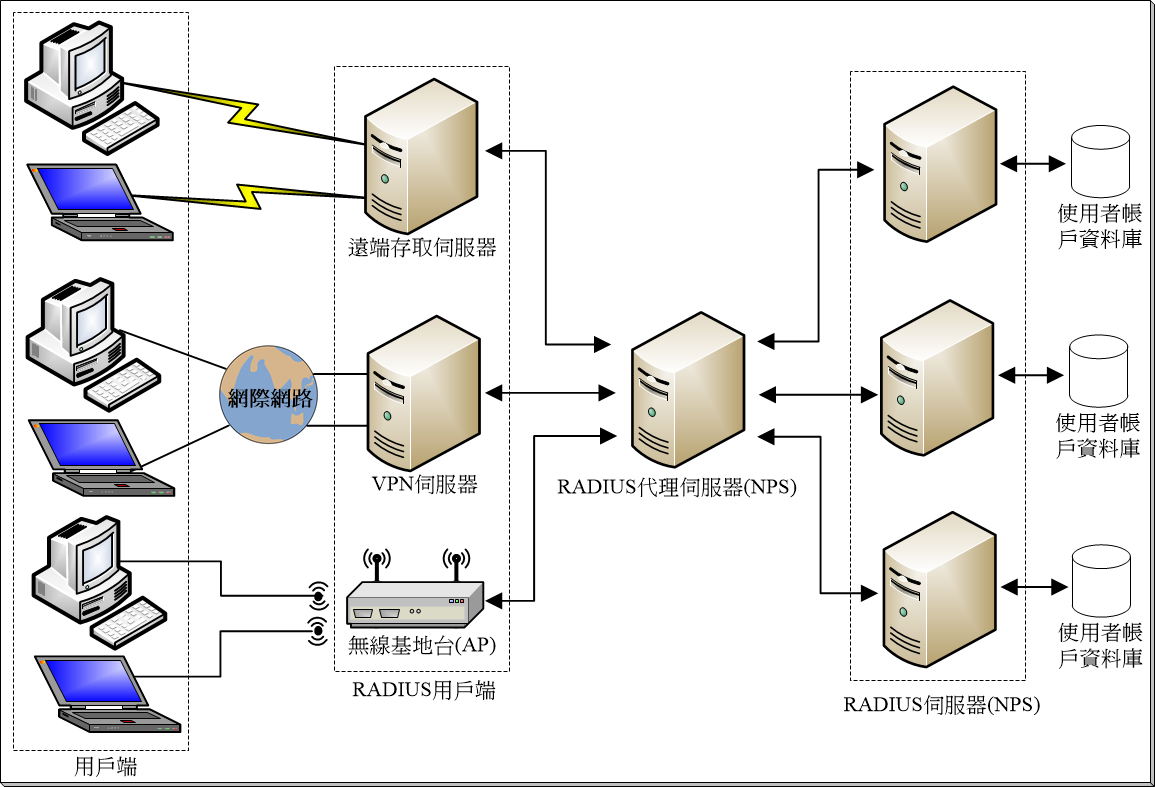 遠端存取伺服器
使用者帳
戶資料庫
網際網路
VPN伺服器
RADIUS代理伺服器(NPS)
使用者帳
戶資料庫
無線基地台(AP)
RADIUS用戶端
使用者帳
戶資料庫
RADIUS伺服器(NPS)
用戶端